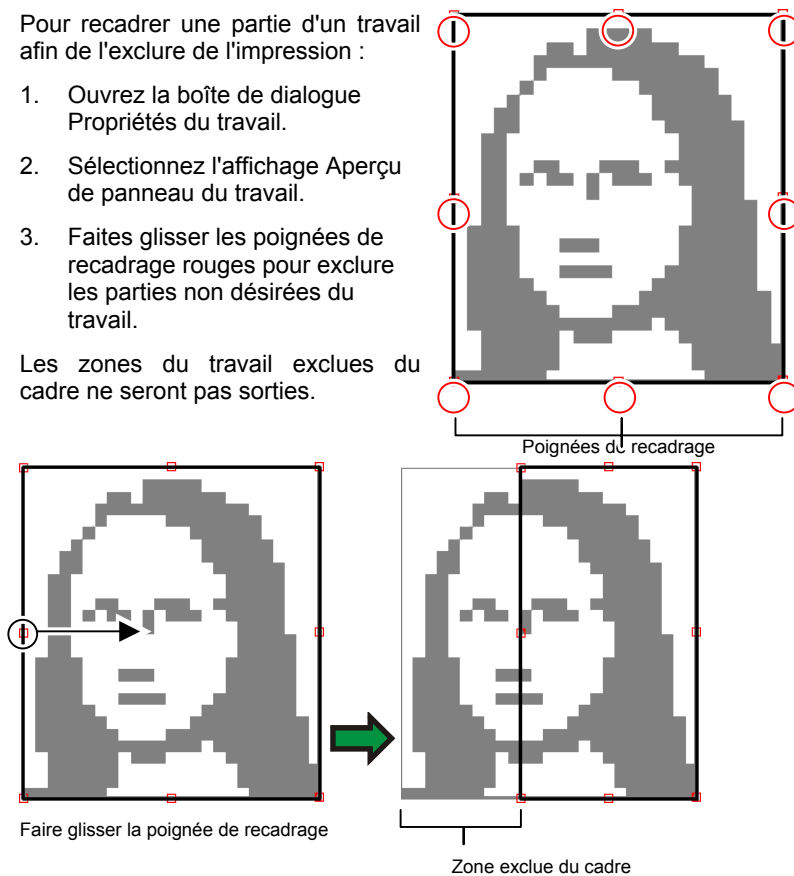 Pour recadrer une partie d'un travail
afin de l'exclure de l'impression :
1. Ouvrez la boîte de dialogue
Propriétés du travail.
2. Sélectionnez l'affichage Aperçu
de panneau du travail.
3. Faites glisser les poignées de
recadrage rouges pour exclure
les parties non désirées du
travail.
Les zones du travail exclues du
cadre ne seront pas sorties.
Poignées de recadrage
Faire glisser la poignée de recadrage
Zone exclue du cadre